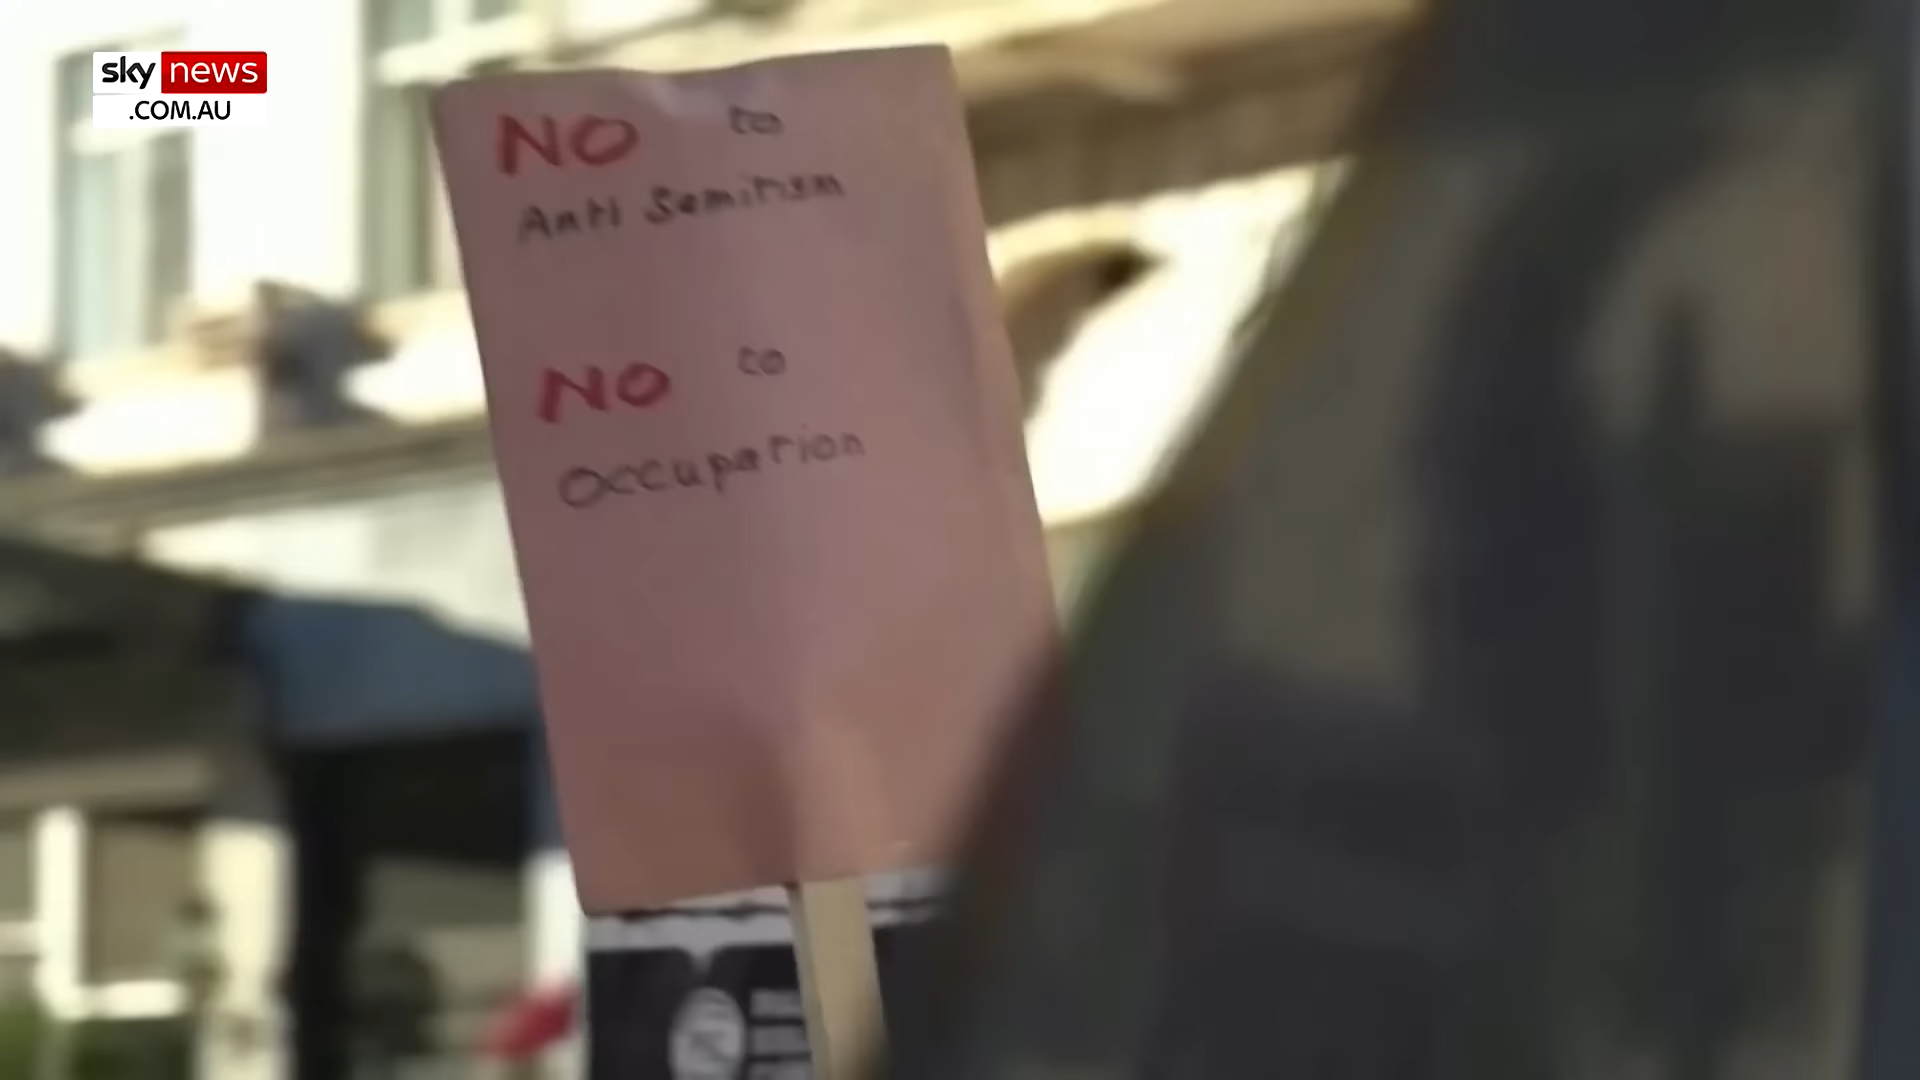 sky news
.COM.AU
NO to
Anti Semitism
NO to
Occupation